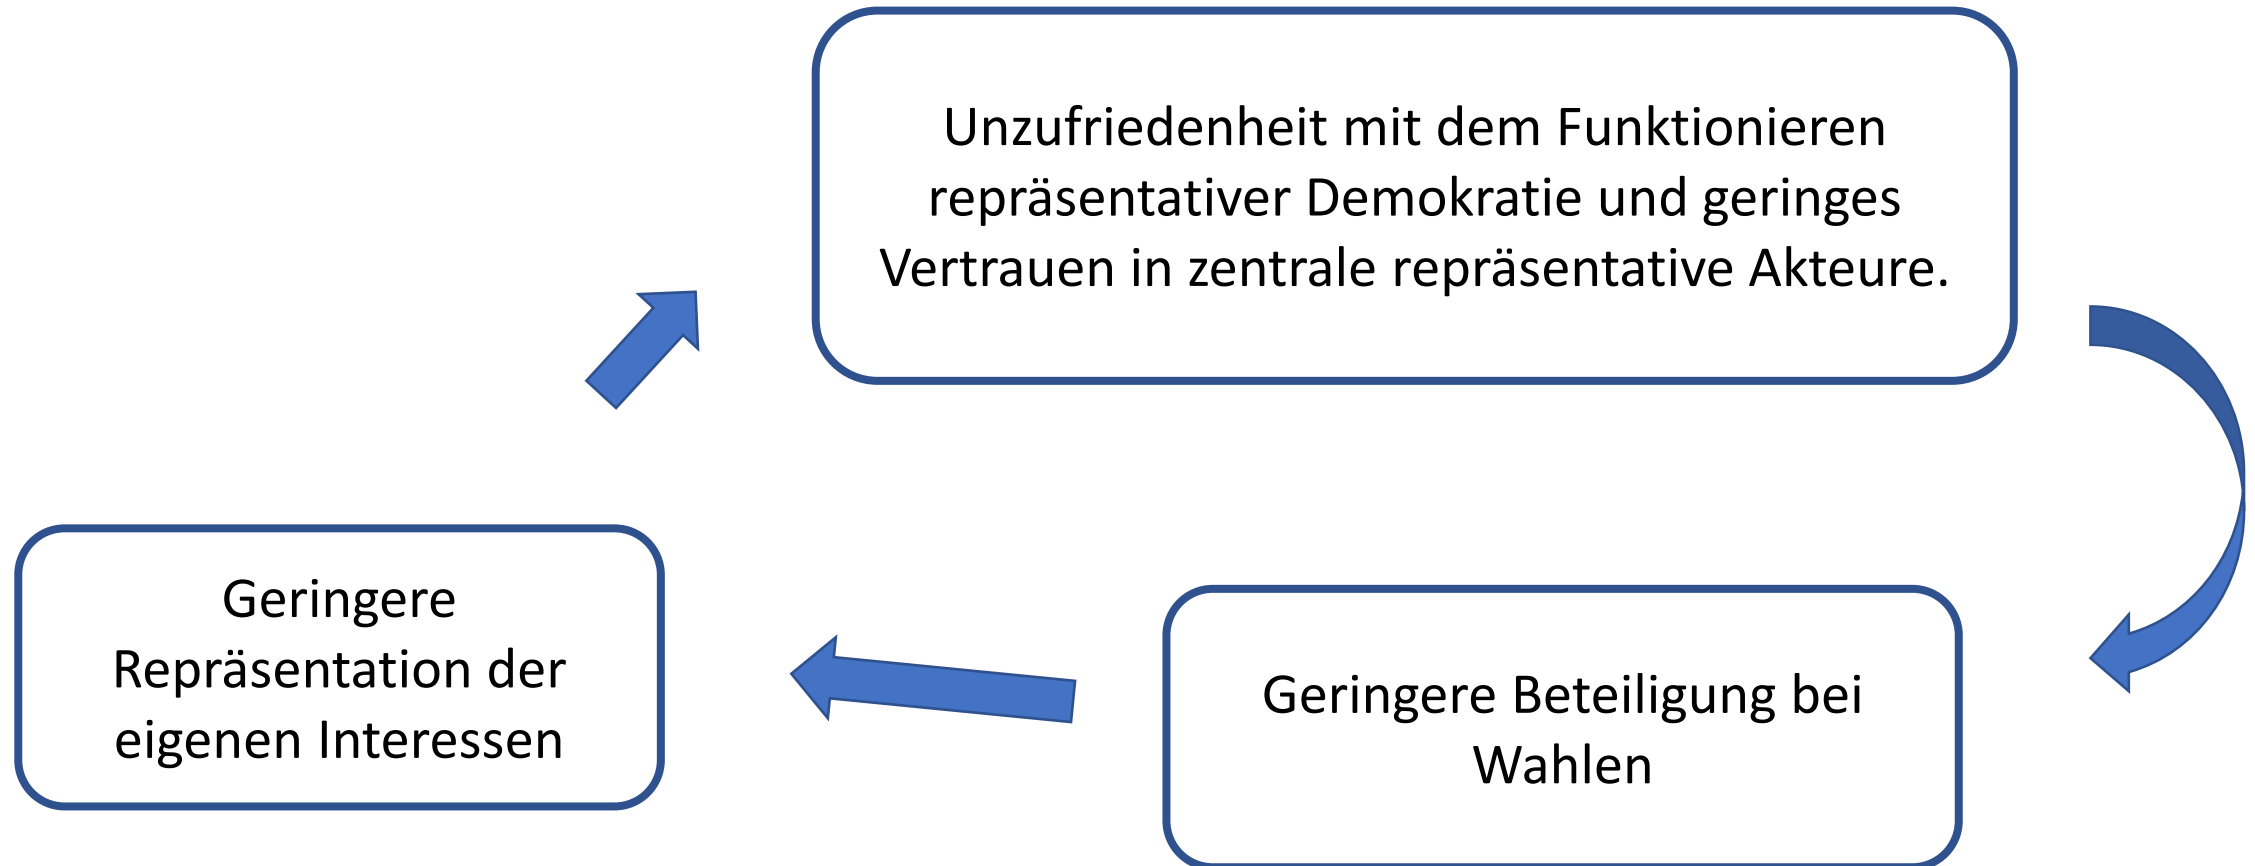 Unzufriedenheit mit dem Funktionieren
repräsentativer Demokratie und geringes
Vertrauen in zentrale repräsentative Akteure.
Geringere
Repräsentation der
eigenen Interessen
Geringere Beteiligung bei
Wahlen